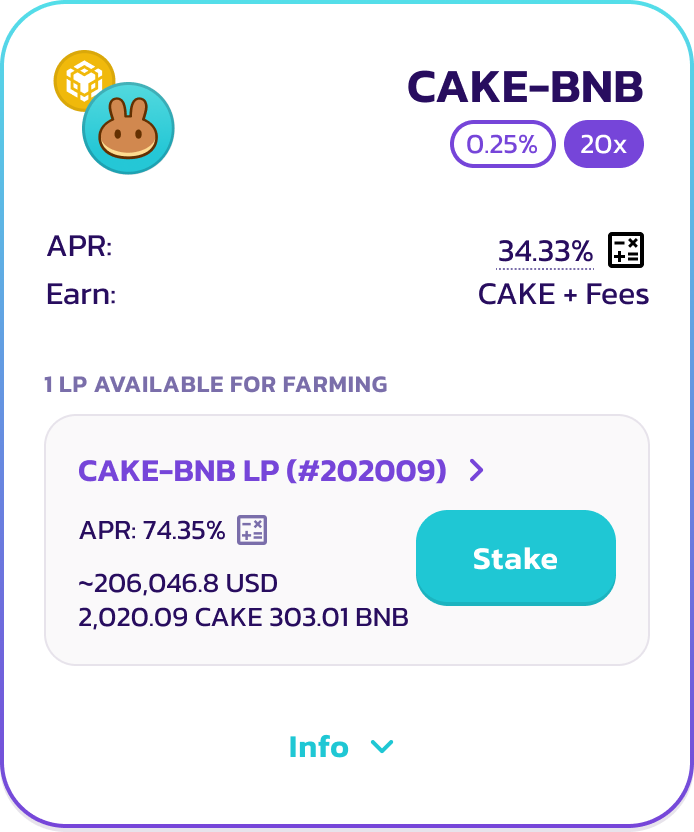 CAKE-BNB
0.25% 20x
APR: 34.33%
Earn: CAKE + Fees
1 LP AVAILABLE FOR FARMING
CAKE-BNB LP (#202009)
APR: 74.35%
Stake
~206,046.8 USD
2,020.09 CAKE 303.01 BNB
Info